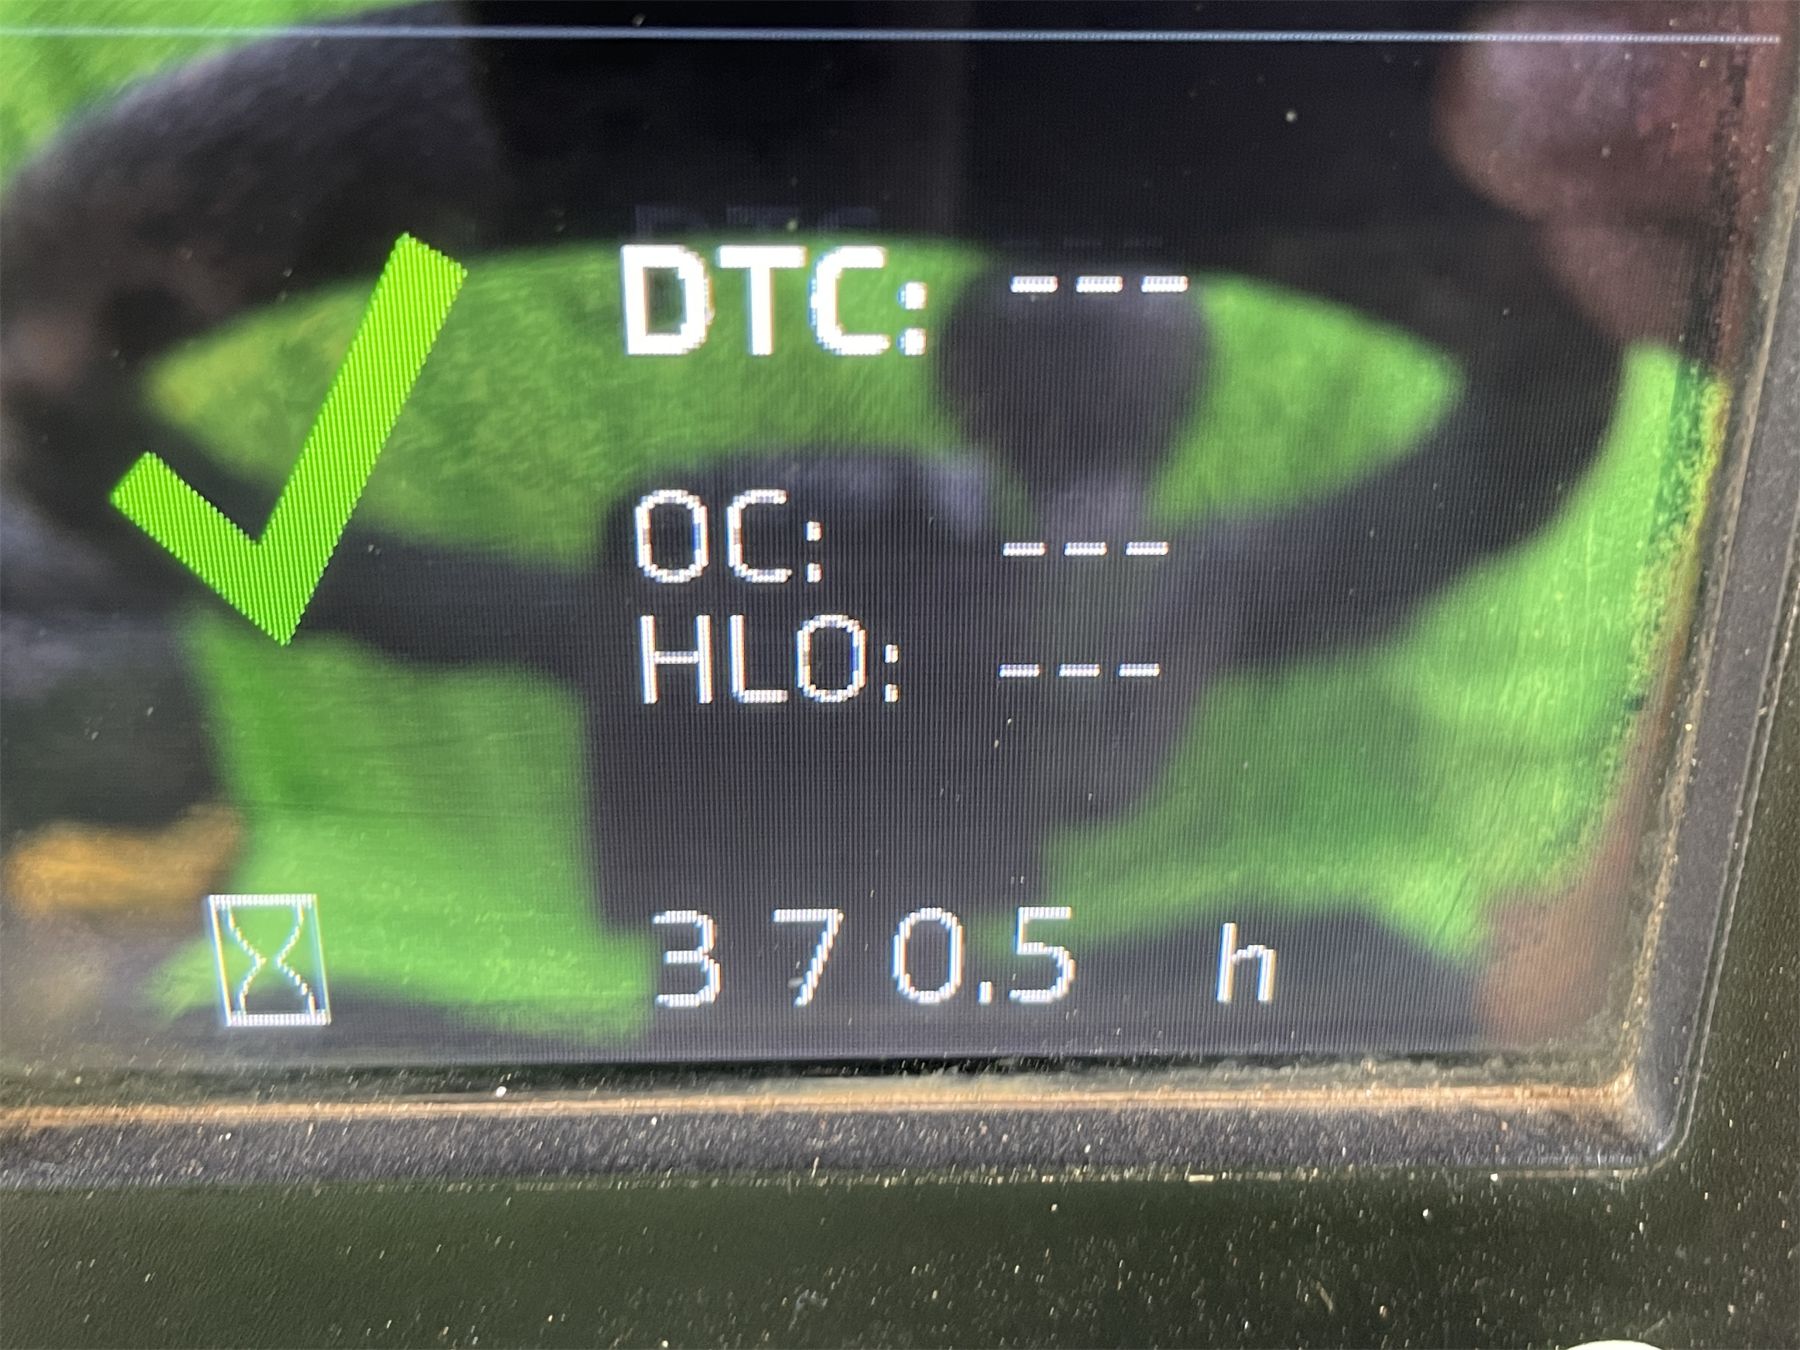 DTC: ---
OC: ---
HLO: ---
370.5 h